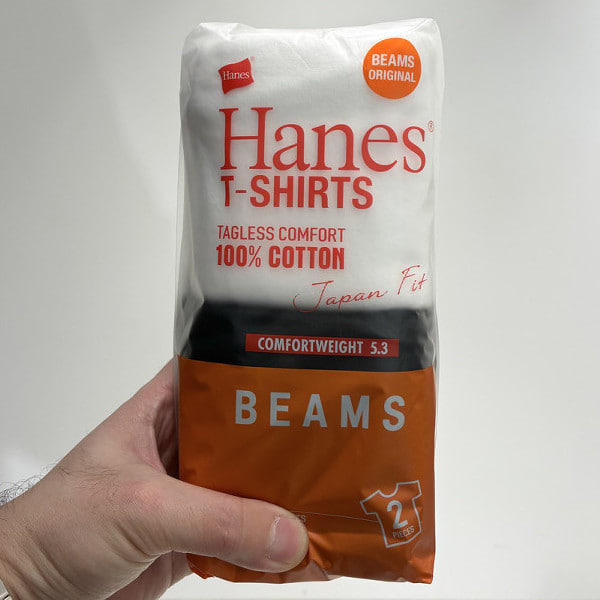 Hanes
BEAMS
ORIGINAL
Hanes®
T-SHIRTS
TAGLESS COMFORT
100% COTTON
Japan Fit
COMFORTWEIGHT 5.3
BEAMS
2
PIECES